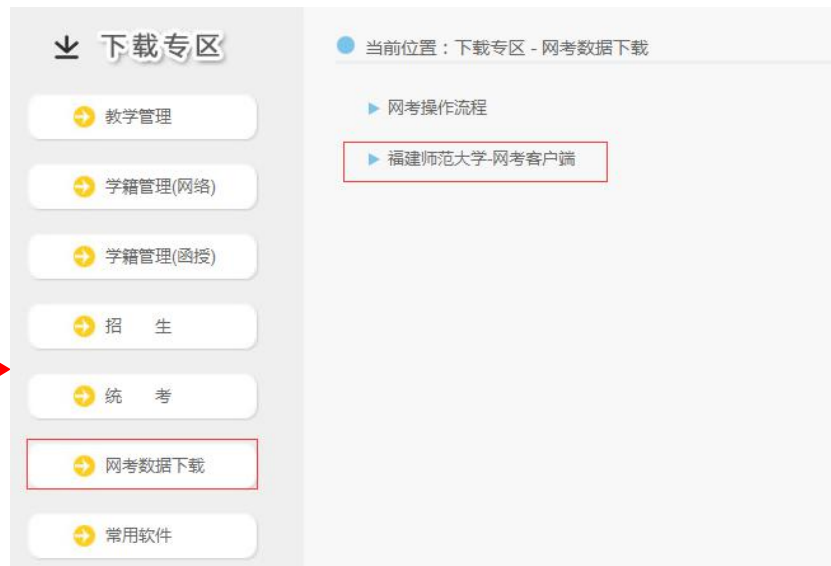 下载专区
教学管理
学籍管理(网络)
学籍管理(函授)
招 生
统 考
网考数据下载
常用软件
当前位置：下载专区 - 网考数据下载
网考操作流程
福建师范大学-网考客户端